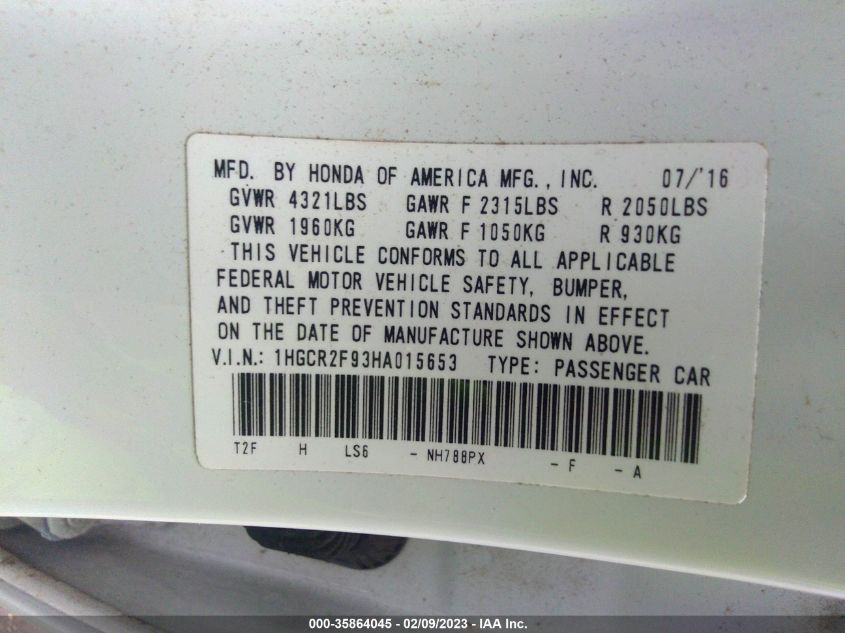 MFD. BY HONDA OF AMERICA MFG., INC. 07/'16
GVWR 4321LBS GAWR F 2315LBS R 2050LBS
GVWR 1960KG GAWR F 1050KG R 930KG
THIS VEHICLE CONFORMS TO ALL APPLICABLE
FEDERAL MOTOR VEHICLE SAFETY, BUMPER,
AND THEFT PREVENTION STANDARDS IN EFFECT
ON THE DATE OF MANUFACTURE SHOWN ABOVE.
V.I.N.: 1HGCR2F93HA015653 TYPE: PASSENGER CAR
T2F H LS6 - NH788PX - F - A
000-35864045 - 02/09/2023 - IAA Inc.